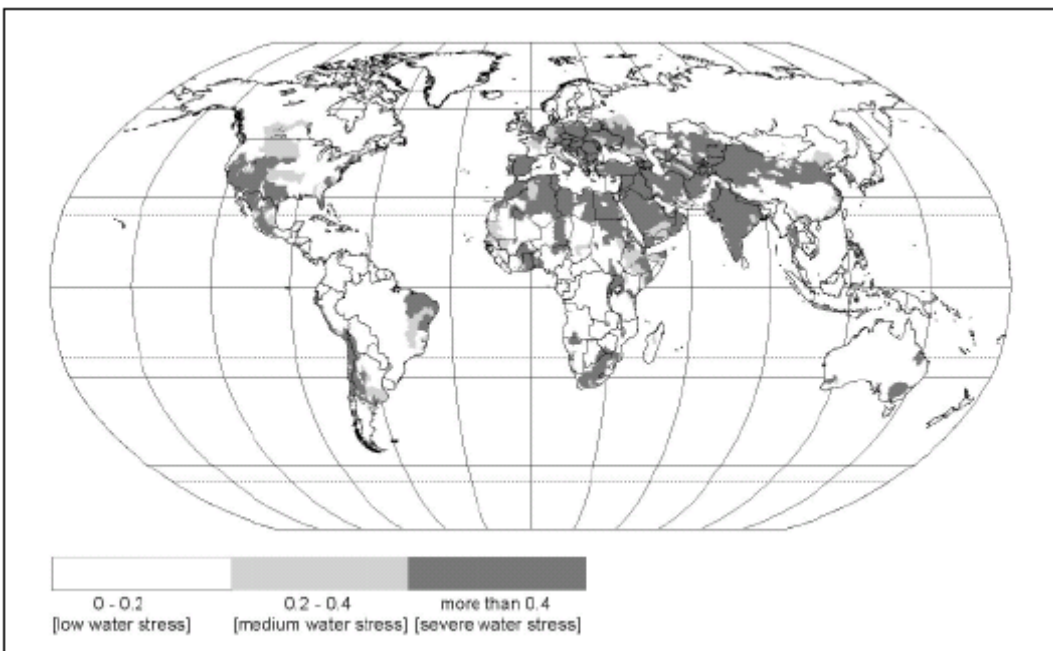 0 - 0.2
[low water stress]
0.2 - 0.4
[medium water stress]
more than 0.4
[severe water stress]